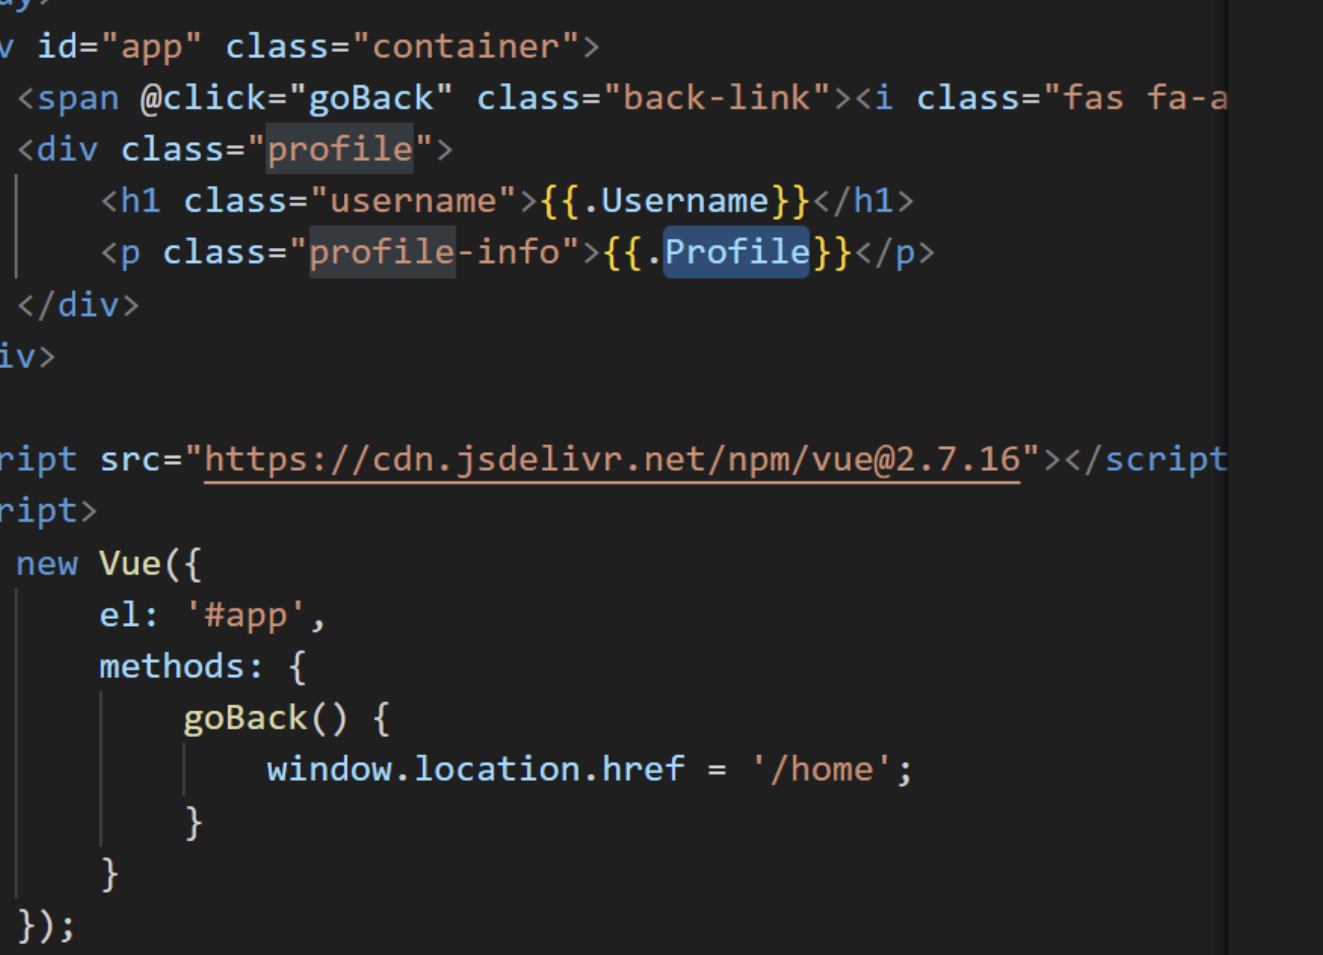 id="app" class="container">
<span @click="goBack" class="back-link"><i class="fas fa-a
<div class="profile">
<h1 class="username">{{.Username}}</h1>
<p class="profile-info">{{.Profile}}</p>
</div>
iv>
ript src="https://cdn.jsdelivr.net/npm/vue@2.7.16"></script
ript>
new Vue({
el: '#app',
methods: {
goBack() {
window.location.href = '/home';
}
}
});